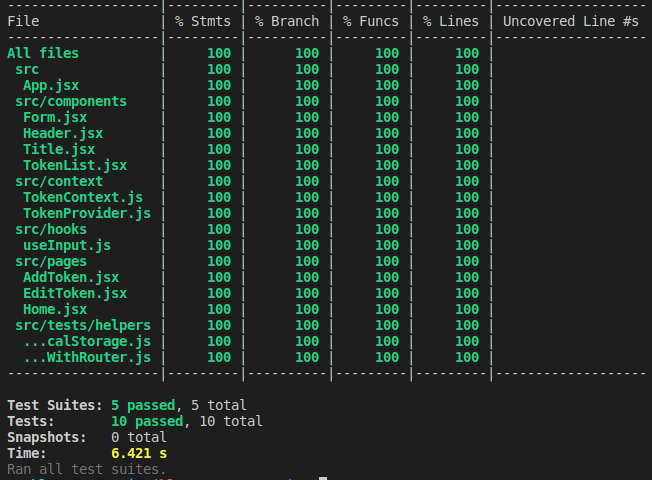 -------------------|---------|----------|---------|---------|-------------------
File               | % Stmts | % Branch | % Funcs | % Lines | Uncovered Line #s
-------------------|---------|----------|---------|---------|-------------------
All files          |     100 |      100 |     100 |     100 |
 src               |     100 |      100 |     100 |     100 |
  App.jsx          |     100 |      100 |     100 |     100 |
 src/components    |     100 |      100 |     100 |     100 |
  Form.jsx         |     100 |      100 |     100 |     100 |
  Header.jsx       |     100 |      100 |     100 |     100 |
  Title.jsx        |     100 |      100 |     100 |     100 |
  TokenList.jsx    |     100 |      100 |     100 |     100 |
 src/context       |     100 |      100 |     100 |     100 |
  TokenContext.js  |     100 |      100 |     100 |     100 |
  TokenProvider.js |     100 |      100 |     100 |     100 |
 src/hooks         |     100 |      100 |     100 |     100 |
  useInput.js      |     100 |      100 |     100 |     100 |
 src/pages         |     100 |      100 |     100 |     100 |
  AddToken.jsx     |     100 |      100 |     100 |     100 |
  EditToken.jsx    |     100 |      100 |     100 |     100 |
  Home.jsx         |     100 |      100 |     100 |     100 |
 src/tests/helpers |     100 |      100 |     100 |     100 |
  ...calStorage.js |     100 |      100 |     100 |     100 |
  ...WithRouter.js |     100 |      100 |     100 |     100 |
-------------------|---------|----------|---------|---------|-------------------
Test Suites: 5 passed, 5 total
Tests:       10 passed, 10 total
Snapshots:   0 total
Time:        6.421 s
Ran all test suites.